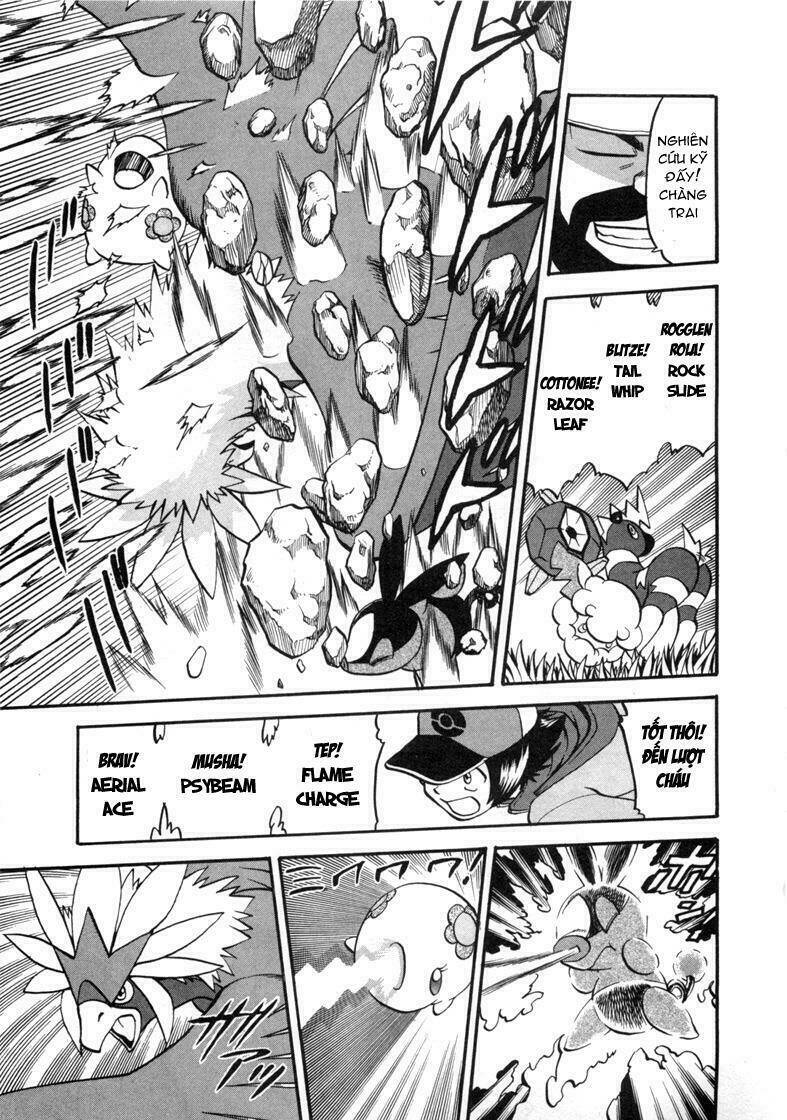 NGHIÊN
CỨU KỸ
ĐẤY!
CHÀNG
TRAI
ROGGLEN
ROLA!
ROCK
SLIDE
BLITZE!
TAIL
WHIP
COTTONEE!
RAZOR
LEAF
TỐT THÔI!
ĐẾN LƯỢT
CHÁU
TEP!
FLAME
CHARGE
MUSHA!
PSYBEAM
BRAV!
AERIAL
ACE